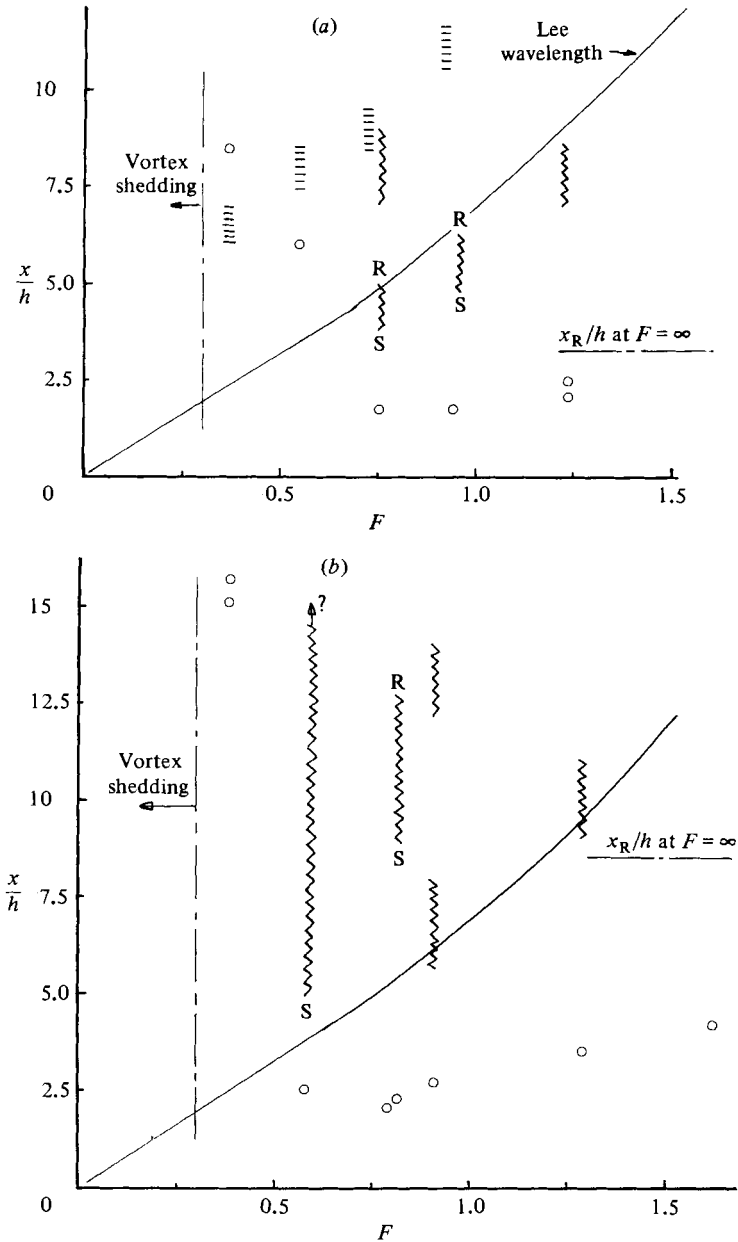 (a)
Lee
wavelength
10
Vortex
shedding
7.5
R
R
x/h
5.0
S
S
x_R/h at F = ∞
2.5
0
0.5
1.0
1.5
F
(b)
15
?
12.5
R
Vortex
shedding
10
S
x_R/h at F = ∞
x/h
7.5
5.0
S
2.5
0
0.5
1.0
1.5
F